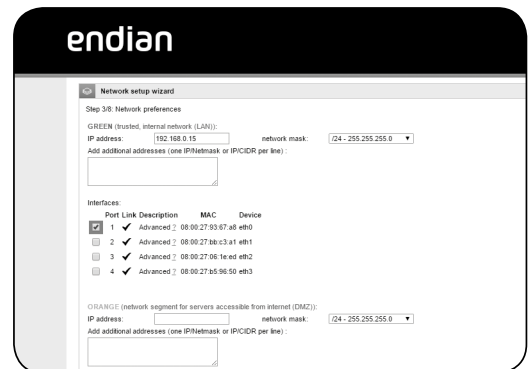 endian
Network setup wizard
Step 3/8: Network preferences
GREEN (trusted, internal network (LAN)):
IP address: 192.168.0.15 network mask: /24 - 255.255.255.0
Add additional addresses (one IP/Netmask or IP/CIDR per line) :
Interfaces:
Port Link Description MAC Device
1 Advanced ? 08:00:27:93:67:a8 eth0
2 Advanced ? 08:00:27:bb:c3:a1 eth1
3 Advanced ? 08:00:27:06:1e:ed eth2
4 Advanced ? 08:00:27:b5:96:50 eth3
ORANGE (network segment for servers accessible from internet (DMZ)):
IP address: network mask: /24 - 255.255.255.0
Add additional addresses (one IP/Netmask or IP/CIDR per line) :